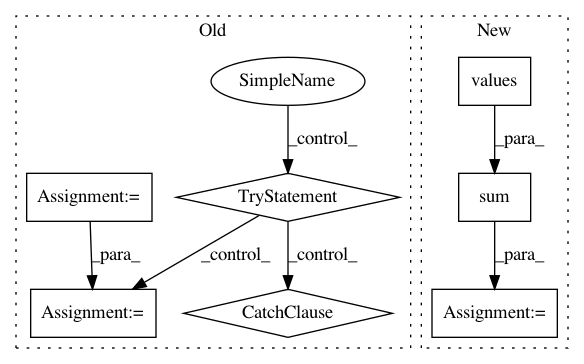 Old
New
SimpleName
values
_control_
_para_
Assignment:=
TryStatement
sum
_para_
_control_
_control_
_para_
Assignment:=
CatchClause
Assignment:=